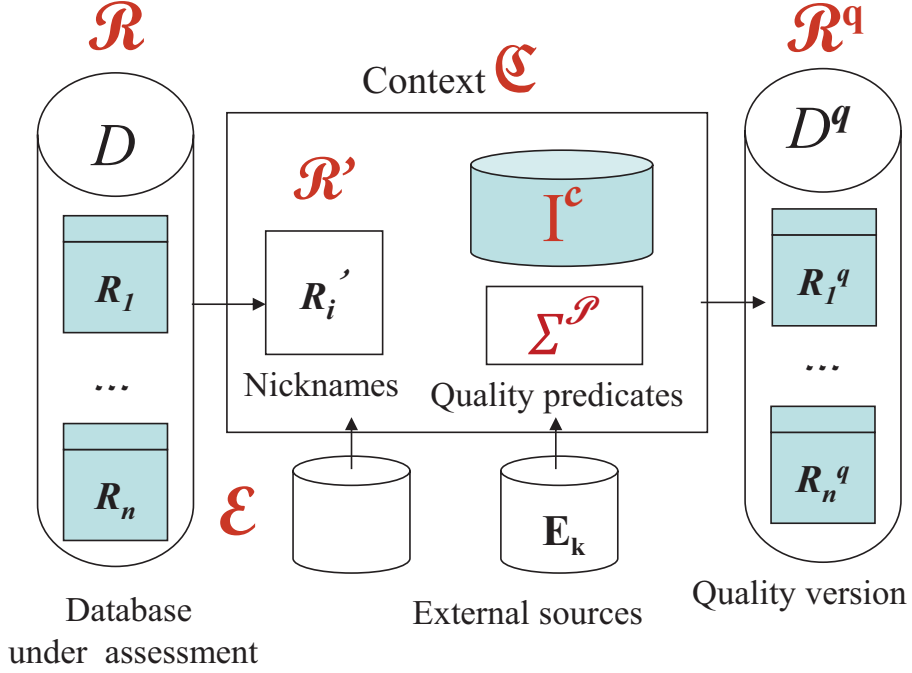 ℛ
ℛq
Context ℭ
D
Dq
ℛ’
Ic
R1
Ri’
Σ𝒫
R1q
...
Nicknames
Quality predicates
...
Rn
Rnq
ℰ
Ek
Database
under assessment
External sources
Quality version